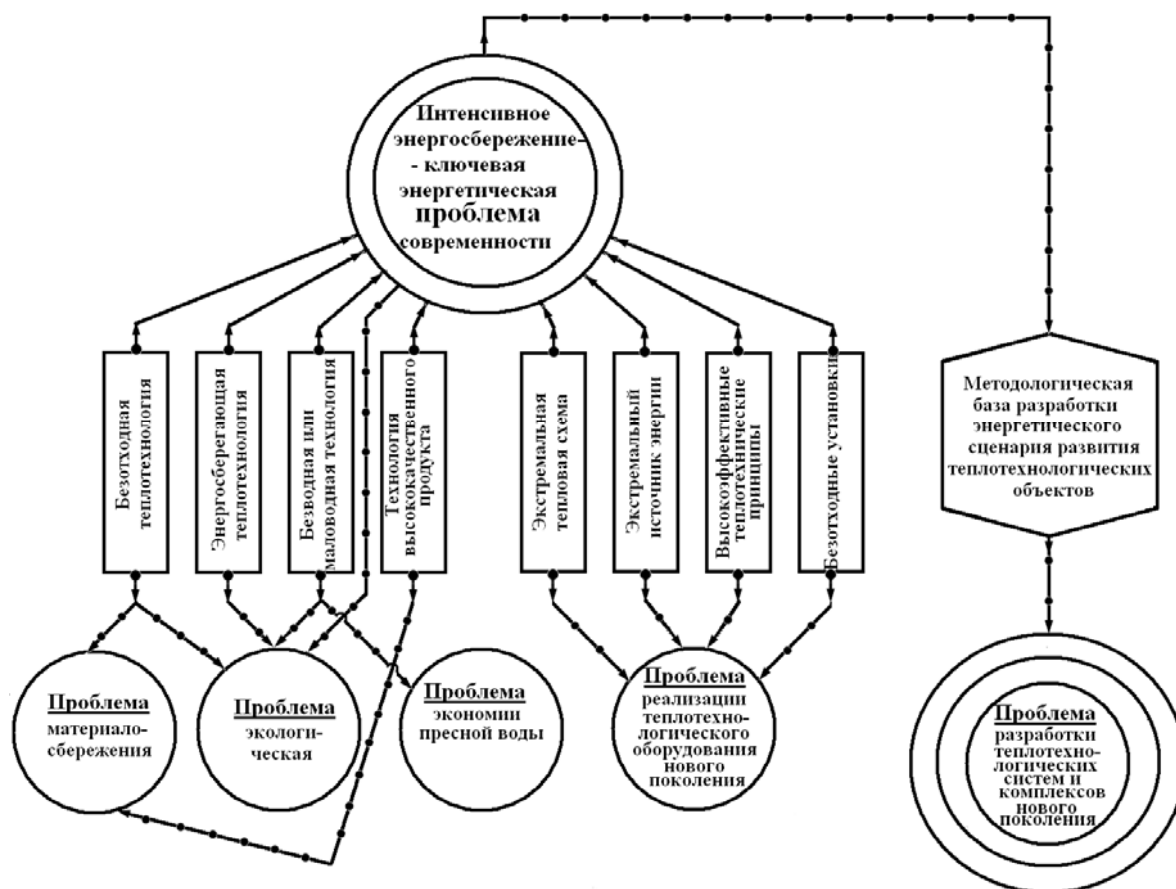 Интенсивное
энергосбережение-
- ключевая
энергетическая
проблема
современности
Безотходная
теплотехнология
Энергосберегающая
теплотехнология
Безводная или
маловодная технология
Технология
высококачественного
продукта
Экстремальная
тепловая схема
Экстремальный
источник энергии
Высокоэффективные
теплотехнические
принципы
Безотходные установки
Методологическая
база разработки
энергетического
сценария развития
теплотехнологических
объектов
Проблема
материало-
сбережения
Проблема
экологи-
ческая
Проблема
экономии
пресной воды
Проблема
реализации
теплотехно-
логического
оборудования
нового
поколения
Проблема
разработки
теплотехно-
логических
систем и
комплексов
нового
поколения